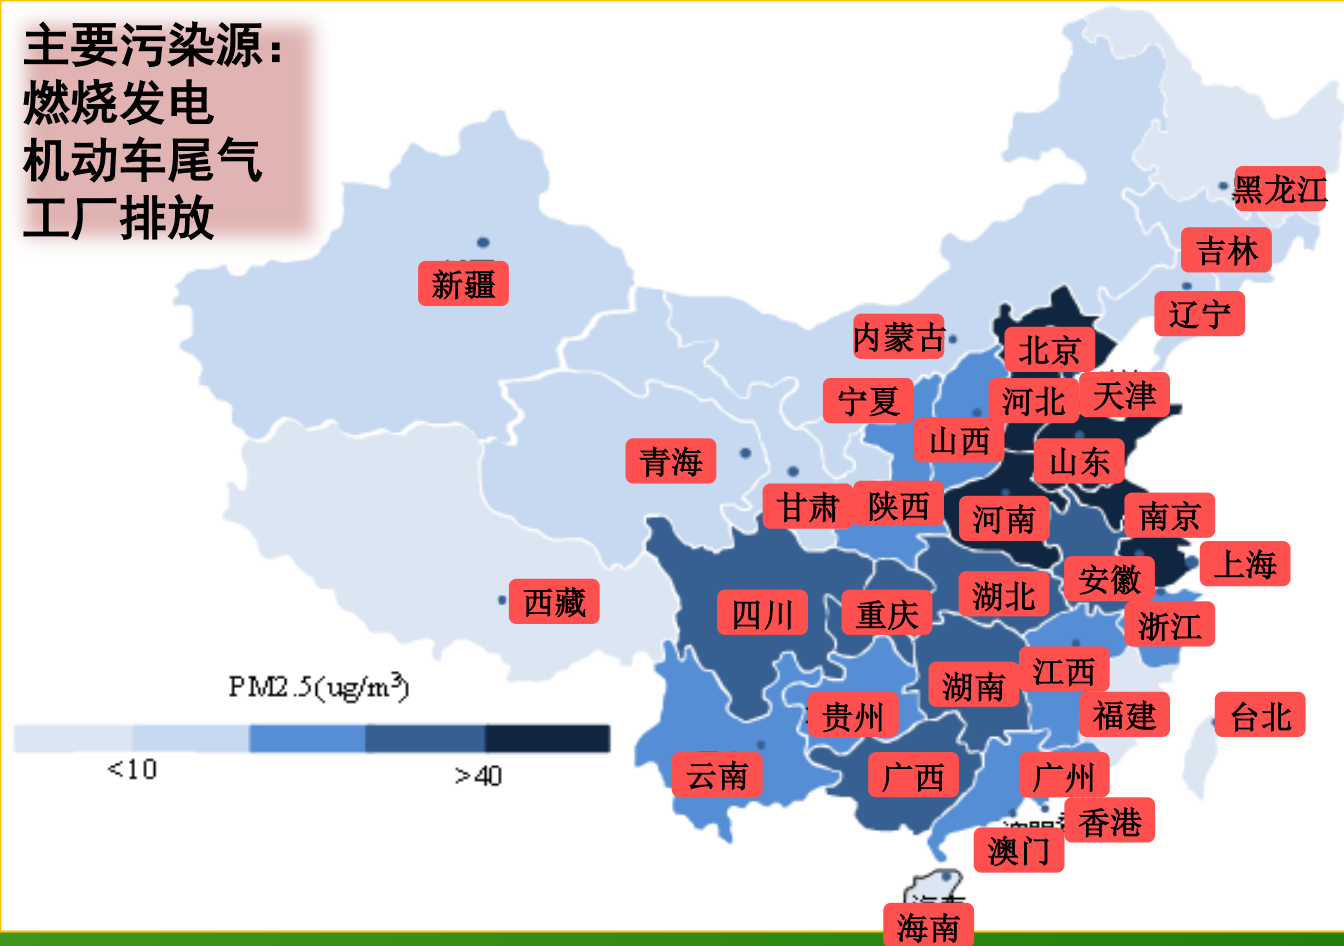 主要污染源：
燃烧发电
机动车尾气
工厂排放
黑龙江
吉林
新疆
辽宁
内蒙古
北京
宁夏
河北
天津
山西
青海
山东
甘肃
陕西
河南
南京
上海
安徽
西藏
四川
重庆
湖北
浙江
江西
湖南
PM2.5(ug/m³)
贵州
福建
台北
<10
>40
云南
广西
广州
香港
澳门
海南